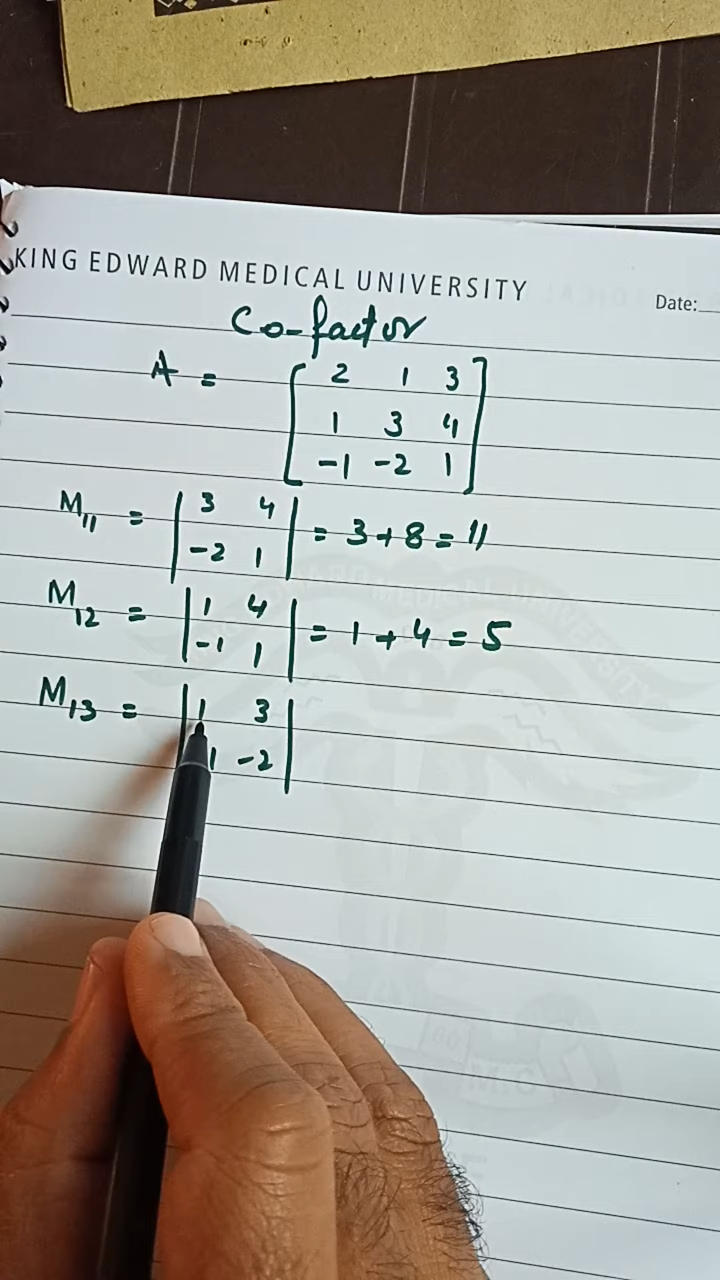 KING EDWARD MEDICAL UNIVERSITY
Date:
Co-factor
A = [ 2 1 3
1 3 4
-1 -2 1 ]
M11 = | 3 4
-2 1 | = 3 + 8 = 11
M12 = | 1 4
-1 1 | = 1 + 4 = 5
M13 = | 1 3
1 -2 |